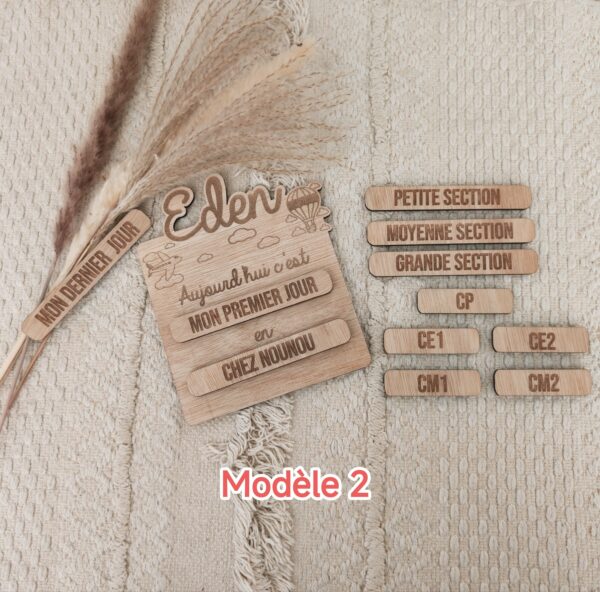 Eden
Aujourd'hui c'est
MON PREMIER JOUR
en
CHEZ NOUNOU
MON DERNIER JOUR
PETITE SECTION
MOYENNE SECTION
GRANDE SECTION
CP
CE1
CE2
CM1
CM2
Modèle 2